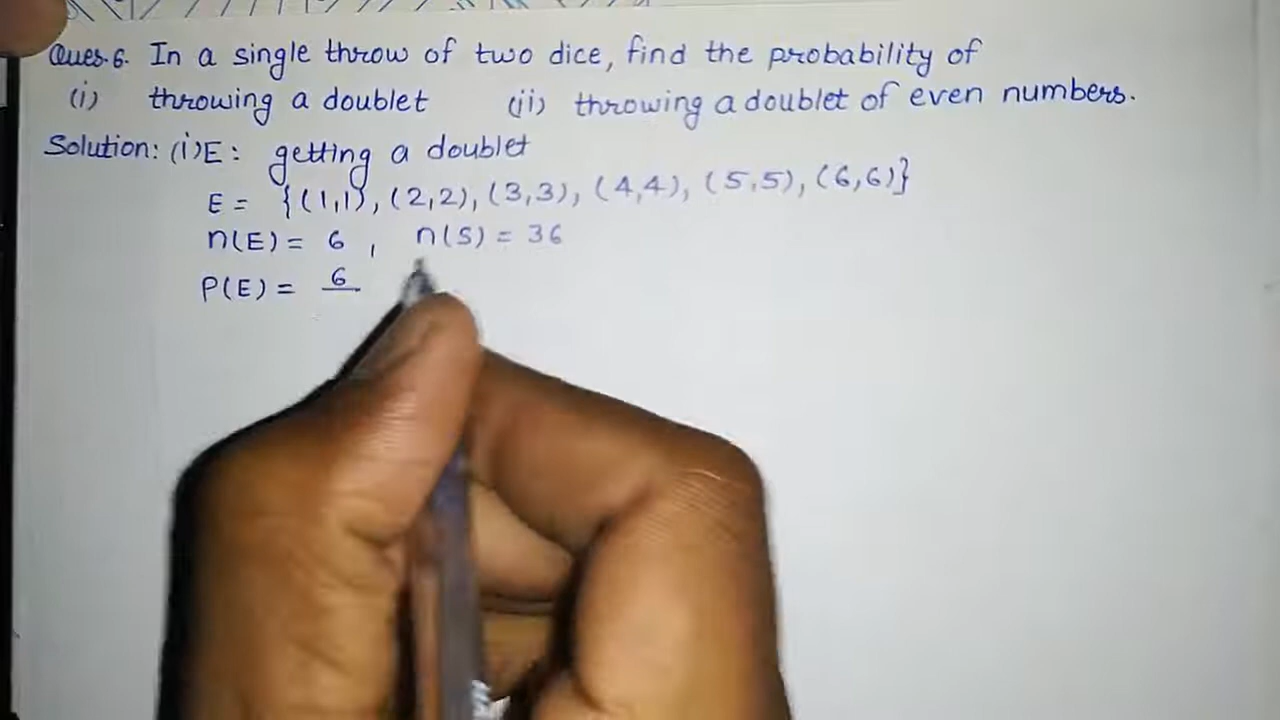 Ques.6. In a single throw of two dice, find the probability of
(i) throwing a doublet (ii) throwing a doublet of even numbers.
Solution: (i) E: getting a doublet
E = {(1,1), (2,2), (3,3), (4,4), (5,5), (6,6)}
n(E) = 6, n(S) = 36
P(E) = 6